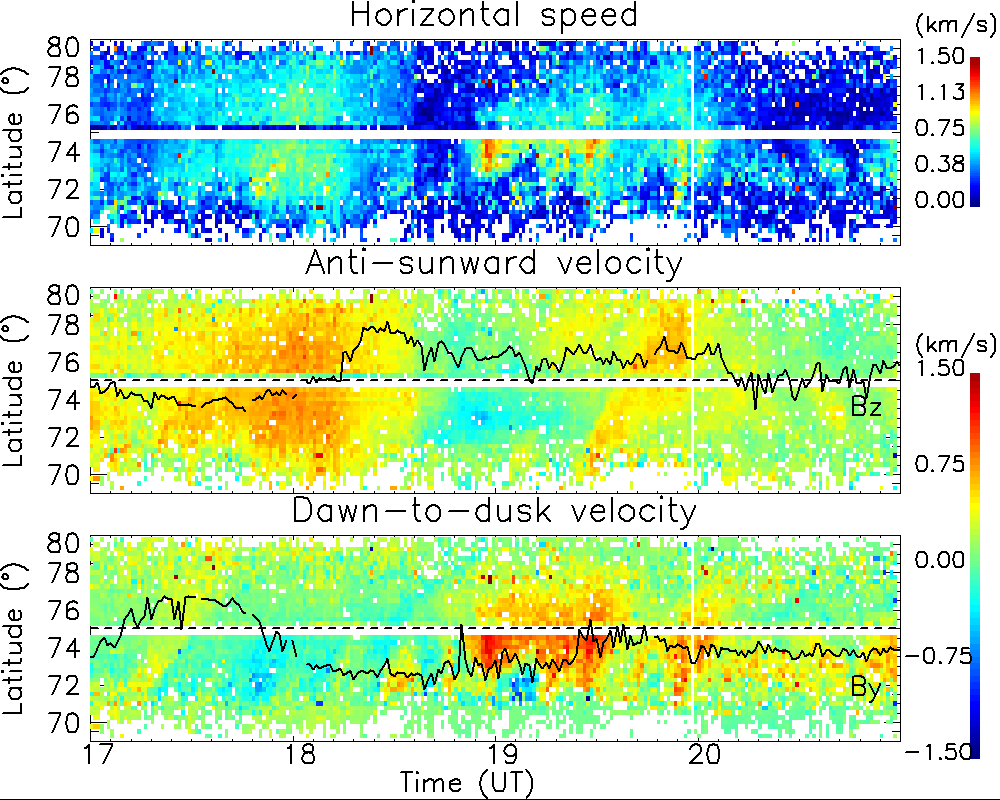 Horizontal speed
(km/s)
80
78
76
74
72
70
Latitude (°)
1.50
1.13
0.75
0.38
0.00
Anti-sunward velocity
(km/s)
80
78
76
74
72
70
Latitude (°)
Bz
1.50
0.75
0.00
-0.75
-1.50
Dawn-to-dusk velocity
80
78
76
74
72
70
Latitude (°)
By
17
18
19
20
Time (UT)